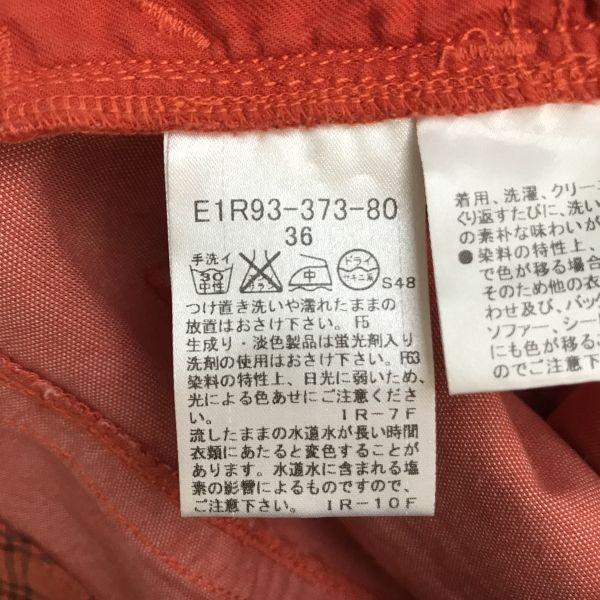 E1R93-373-80
36
手洗イ
30
中性
エンソ
サラシ
中
ドライ
セキユ系
S48
つけ置き洗いや濡れたままの
放置はおさけ下さい。 F5
生成り・淡色製品は蛍光剤入り
洗剤の使用はおさけ下さい。F63
染料の特性上、日光に弱いため、
光による色あせにご注意くださ
い。 IR-7F
流したままの水道水が長い時間
衣類にあたると変色することが
あります。水道水に含まれる塩
素の影響によるものですので、
ご注意下さい。 IR-10F
着用、洗濯、クリーニ
くり返すたびに、洗い
の素朴な味わいが
●染料の特性上、
で色が移る場合
そのため他の衣
わせ及び、バッグ
ソファー、シート
にも色が移るこ
のでご注意下